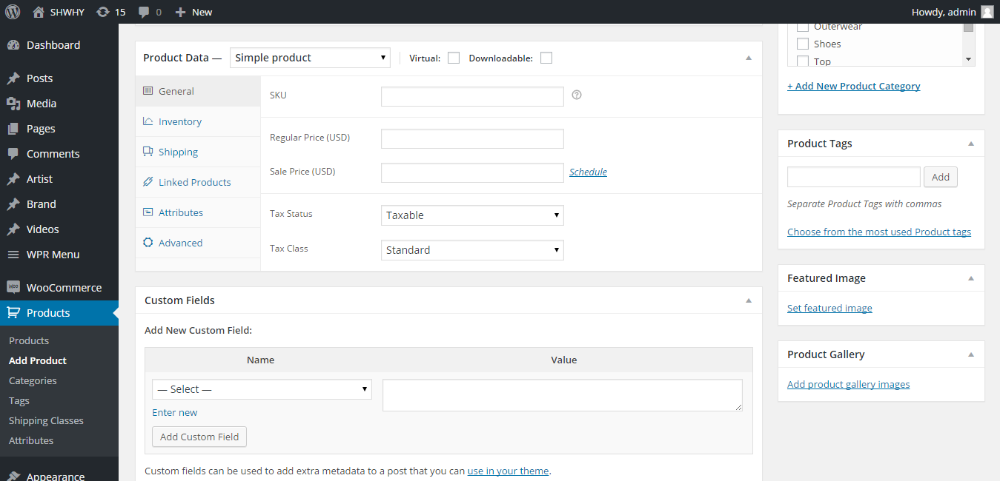 SHWHY 15 0 New Howdy, admin
Dashboard
Posts
Media
Pages
Comments
Artist
Brand
Videos
WPR Menu
WooCommerce
Products
Products
Add Product
Categories
Tags
Shipping Classes
Attributes
Appearance
Product Data — Simple product Virtual: Downloadable:
General
Inventory
Shipping
Linked Products
Attributes
Advanced
SKU
Regular Price (USD)
Sale Price (USD) Schedule
Tax Status Taxable
Tax Class Standard
Custom Fields
Add New Custom Field:
Name Value
— Select —
Enter new
Add Custom Field
Custom fields can be used to add extra metadata to a post that you can use in your theme.
Outerwear
Shoes
Top
+ Add New Product Category
Product Tags
Add
Separate Product Tags with commas
Choose from the most used Product tags
Featured Image
Set featured image
Product Gallery
Add product gallery images